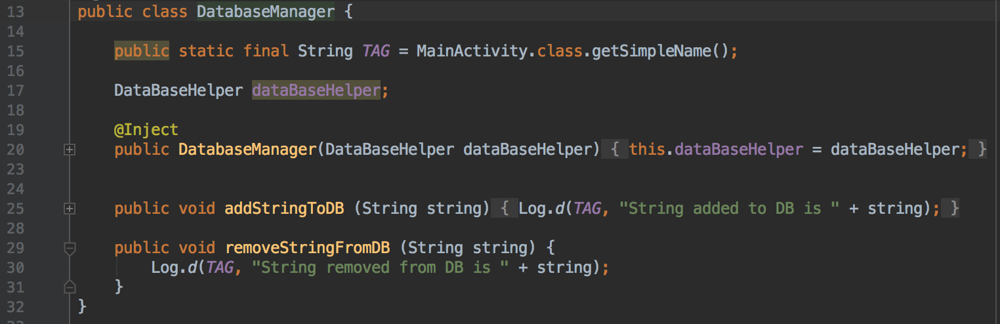 13 public class DatabaseManager {
14
15 public static final String TAG = MainActivity.class.getSimpleName();
16
17 DataBaseHelper dataBaseHelper;
18
19 @Inject
20 public DatabaseManager(DataBaseHelper dataBaseHelper) { this.dataBaseHelper = dataBaseHelper; }
23
24
25 public void addStringToDB (String string) { Log.d(TAG, "String added to DB is " + string); }
28
29 public void removeStringFromDB (String string) {
30 Log.d(TAG, "String removed from DB is " + string);
31 }
32 }